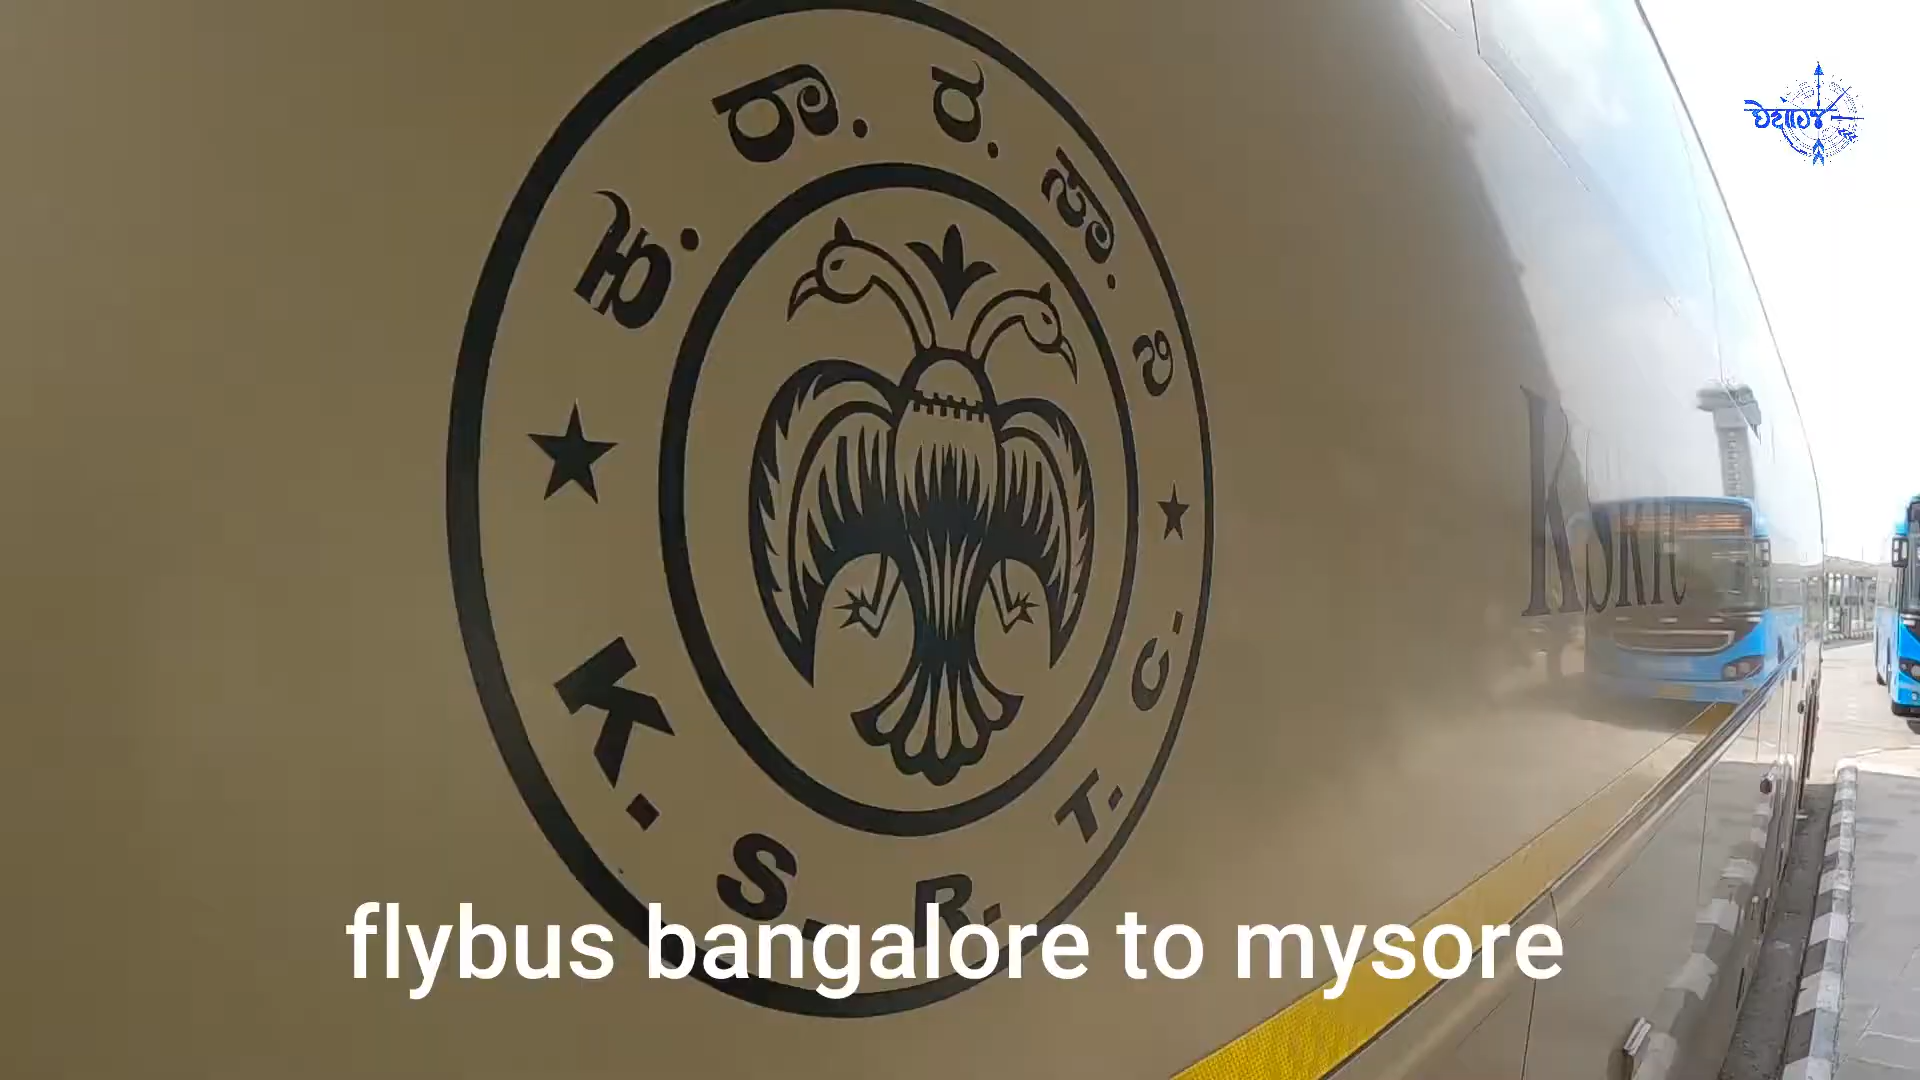 ಕ. ರಾ. ರ. ಸಾ. ನಿ
K. S. R. T. C.
KSRTC
flybus bangalore to mysore